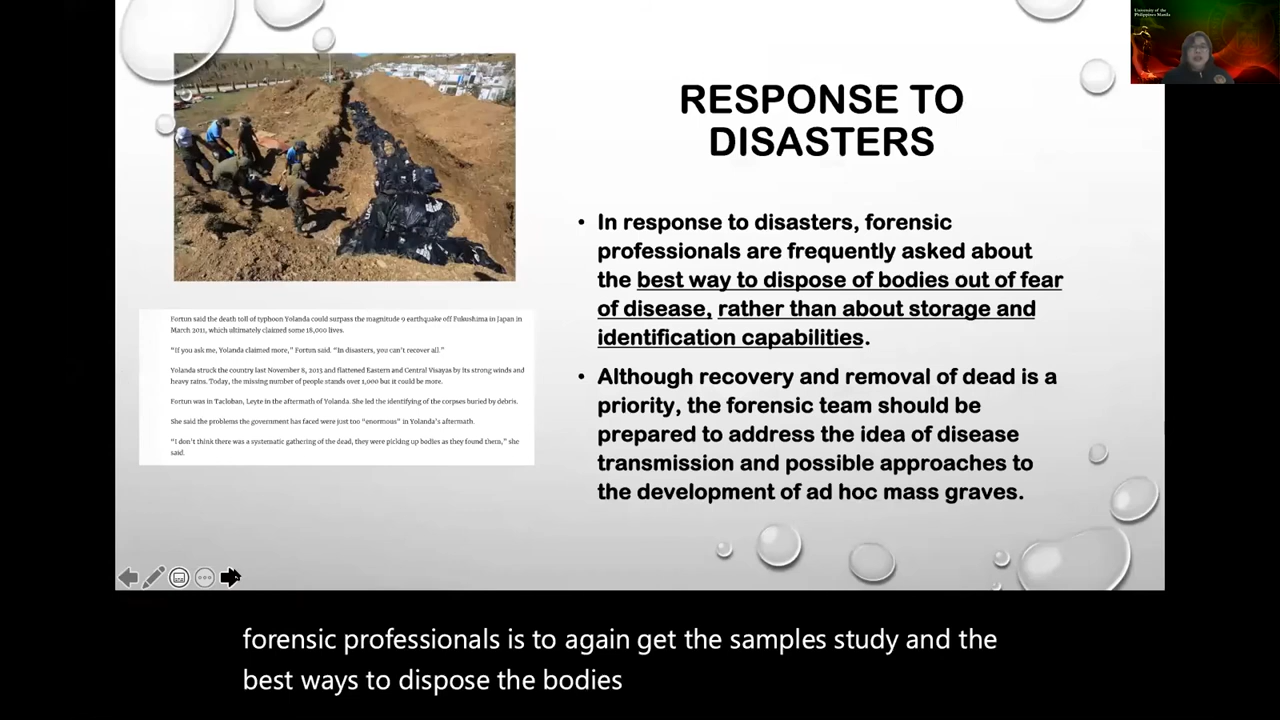 University of the
Philippines Manila
RESPONSE TO
DISASTERS
• In response to disasters, forensic
professionals are frequently asked about
the best way to dispose of bodies out of fear
of disease, rather than about storage and
identification capabilities.
• Although recovery and removal of dead is a
priority, the forensic team should be
prepared to address the idea of disease
transmission and possible approaches to
the development of ad hoc mass graves.
Fortun said the death toll of typhoon Yolanda could surpass the magnitude 9 earthquake off Fukushima in Japan in
March 2011, which ultimately claimed some 18,000 lives.
“If you ask me, Yolanda claimed more,” Fortun said. “In disasters, you can’t recover all.”
Yolanda struck the country last November 8, 2013 and flattened Eastern and Central Visayas by its strong winds and
heavy rains. Today, the missing number of people stands over 1,000 but it could be more.
Fortun was in Tacloban, Leyte in the aftermath of Yolanda. She led the identifying of the corpses buried by debris.
She said the problems the government has faced were just too “enormous” in Yolanda’s aftermath.
“I don’t think there was a systematic gathering of the dead, they were picking up bodies as they found them,” she
said.
forensic professionals is to again get the samples study and the
best ways to dispose the bodies